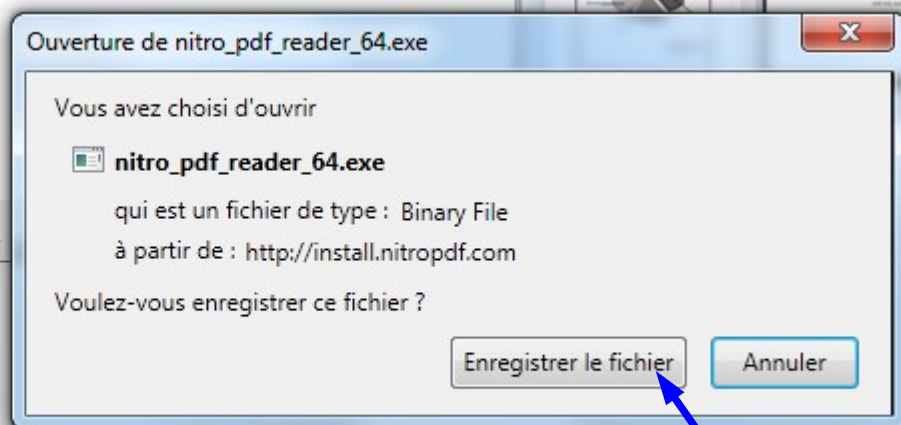 Ouverture de nitro_pdf_reader_64.exe
Vous avez choisi d'ouvrir
nitro_pdf_reader_64.exe
qui est un fichier de type : Binary File
à partir de : http://install.nitropdf.com
Voulez-vous enregistrer ce fichier ?
Enregistrer le fichier Annuler